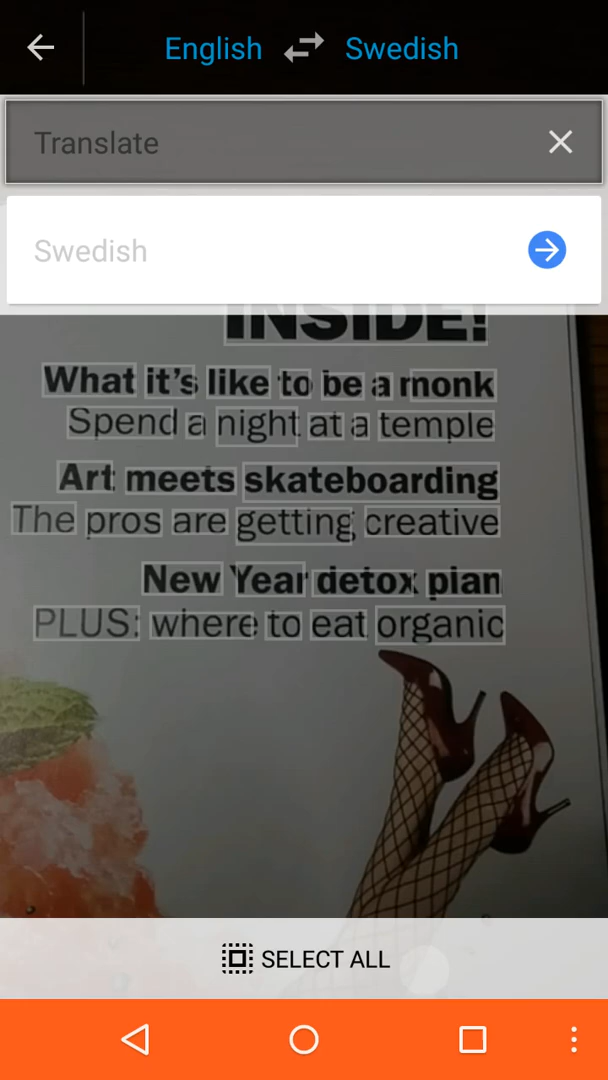 English Swedish
Translate
Swedish
INSIDE!
What it's like to be a monk
Spend a night at a temple
Art meets skateboarding
The pros are getting creative
New Year detox plan
PLUS: where to eat organic
SELECT ALL